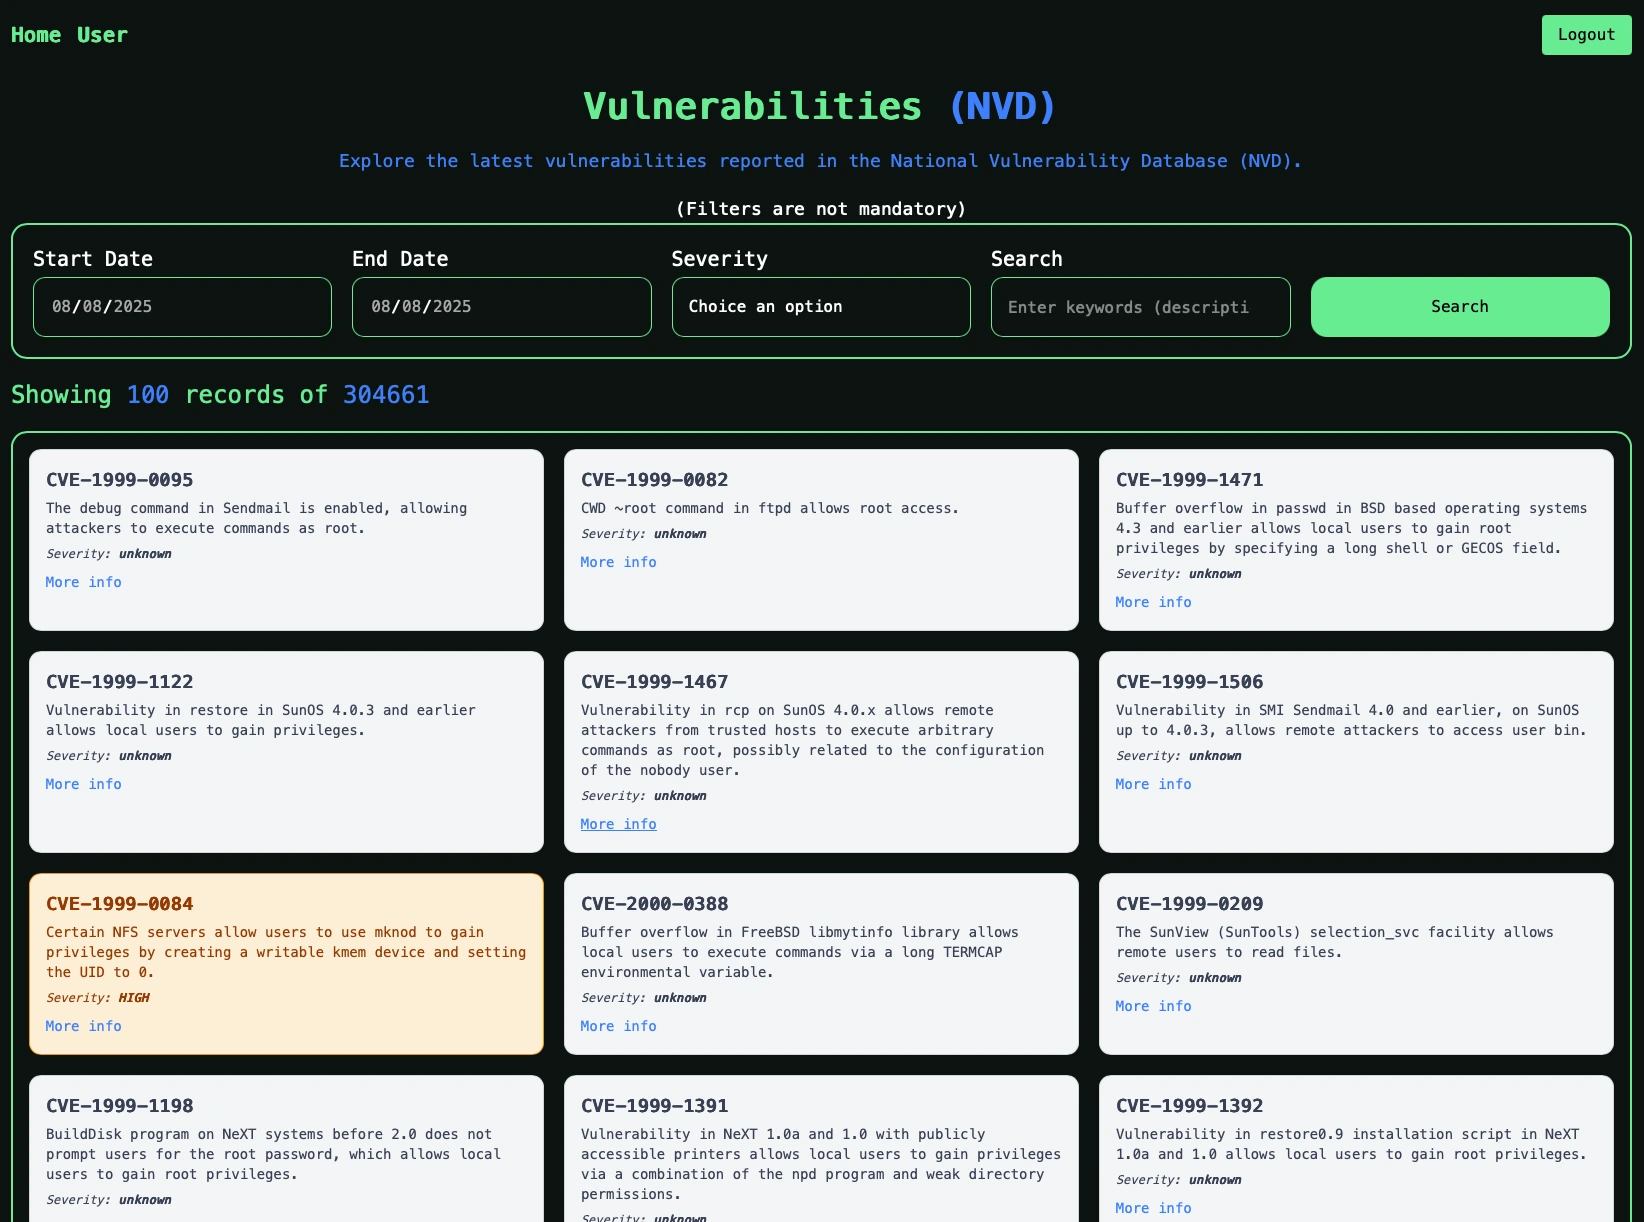 Home User
Logout
Vulnerabilities (NVD)
Explore the latest vulnerabilities reported in the National Vulnerability Database (NVD).
(Filters are not mandatory)
Start Date
End Date
Severity
Search
08/08/2025
08/08/2025
Choice an option
Enter keywords (descripti
Search
Showing 100 records of 304661
CVE-1999-0095
The debug command in Sendmail is enabled, allowing
attackers to execute commands as root.
Severity: unknown
More info
CVE-1999-0082
CWD ~root command in ftpd allows root access.
Severity: unknown
More info
CVE-1999-1471
Buffer overflow in passwd in BSD based operating systems
4.3 and earlier allows local users to gain root
privileges by specifying a long shell or GECOS field.
Severity: unknown
More info
CVE-1999-1122
Vulnerability in restore in SunOS 4.0.3 and earlier
allows local users to gain privileges.
Severity: unknown
More info
CVE-1999-1467
Vulnerability in rcp on SunOS 4.0.x allows remote
attackers from trusted hosts to execute arbitrary
commands as root, possibly related to the configuration
of the nobody user.
Severity: unknown
More info
CVE-1999-1506
Vulnerability in SMI Sendmail 4.0 and earlier, on SunOS
up to 4.0.3, allows remote attackers to access user bin.
Severity: unknown
More info
CVE-1999-0084
Certain NFS servers allow users to use mknod to gain
privileges by creating a writable kmem device and setting
the UID to 0.
Severity: HIGH
More info
CVE-2000-0388
Buffer overflow in FreeBSD libmytinfo library allows
local users to execute commands via a long TERMCAP
environmental variable.
Severity: unknown
More info
CVE-1999-0209
The SunView (SunTools) selection_svc facility allows
remote users to read files.
Severity: unknown
More info
CVE-1999-1198
BuildDisk program on NeXT systems before 2.0 does not
prompt users for the root password, which allows local
users to gain root privileges.
Severity: unknown
CVE-1999-1391
Vulnerability in NeXT 1.0a and 1.0 with publicly
accessible printers allows local users to gain privileges
via a combination of the npd program and weak directory
permissions.
Severity: unknown
CVE-1999-1392
Vulnerability in restore0.9 installation script in NeXT
1.0a and 1.0 allows local users to gain root privileges.
Severity: unknown
More info